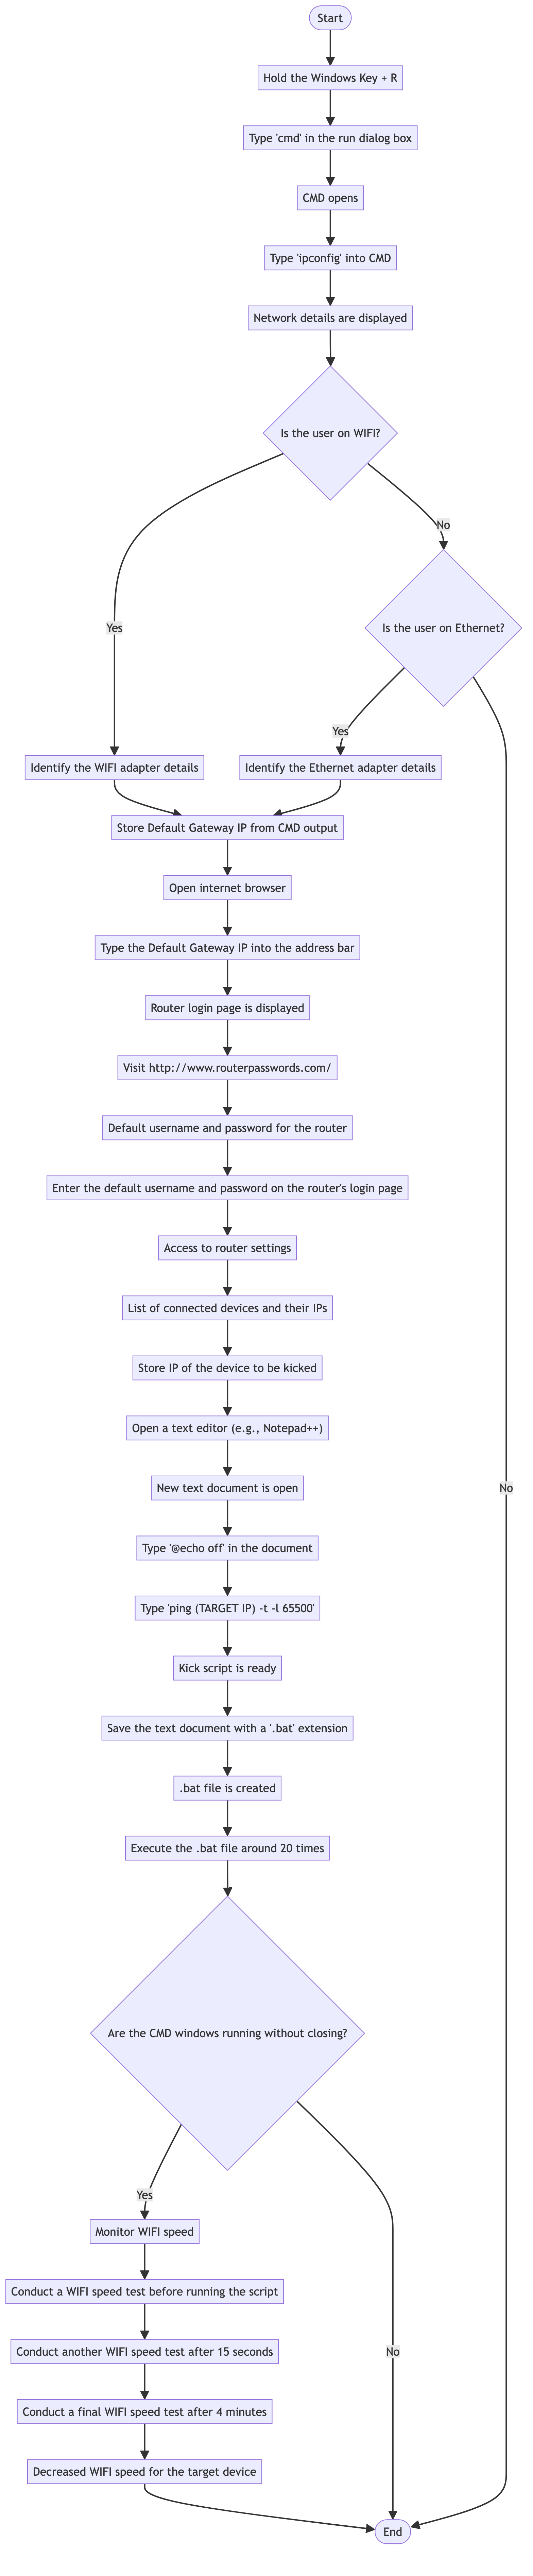 Start
Hold the Windows Key + R
Type 'cmd' in the run dialog box
CMD opens
Type 'ipconfig' into CMD
Network details are displayed
Is the user on WIFI?
No
Yes
Is the user on Ethernet?
Yes
Identify the WIFI adapter details
Identify the Ethernet adapter details
Store Default Gateway IP from CMD output
Open internet browser
Type the Default Gateway IP into the address bar
Router login page is displayed
Visit http://www.routerpasswords.com/
Default username and password for the router
Enter the default username and password on the router's login page
Access to router settings
List of connected devices and their IPs
Store IP of the device to be kicked
Open a text editor (e.g., Notepad++)
New text document is open
No
Type '@echo off' in the document
Type 'ping (TARGET IP) -t -l 65500'
Kick script is ready
Save the text document with a '.bat' extension
.bat file is created
Execute the .bat file around 20 times
Are the CMD windows running without closing?
Yes
Monitor WIFI speed
Conduct a WIFI speed test before running the script
Conduct another WIFI speed test after 15 seconds
No
Conduct a final WIFI speed test after 4 minutes
Decreased WIFI speed for the target device
End